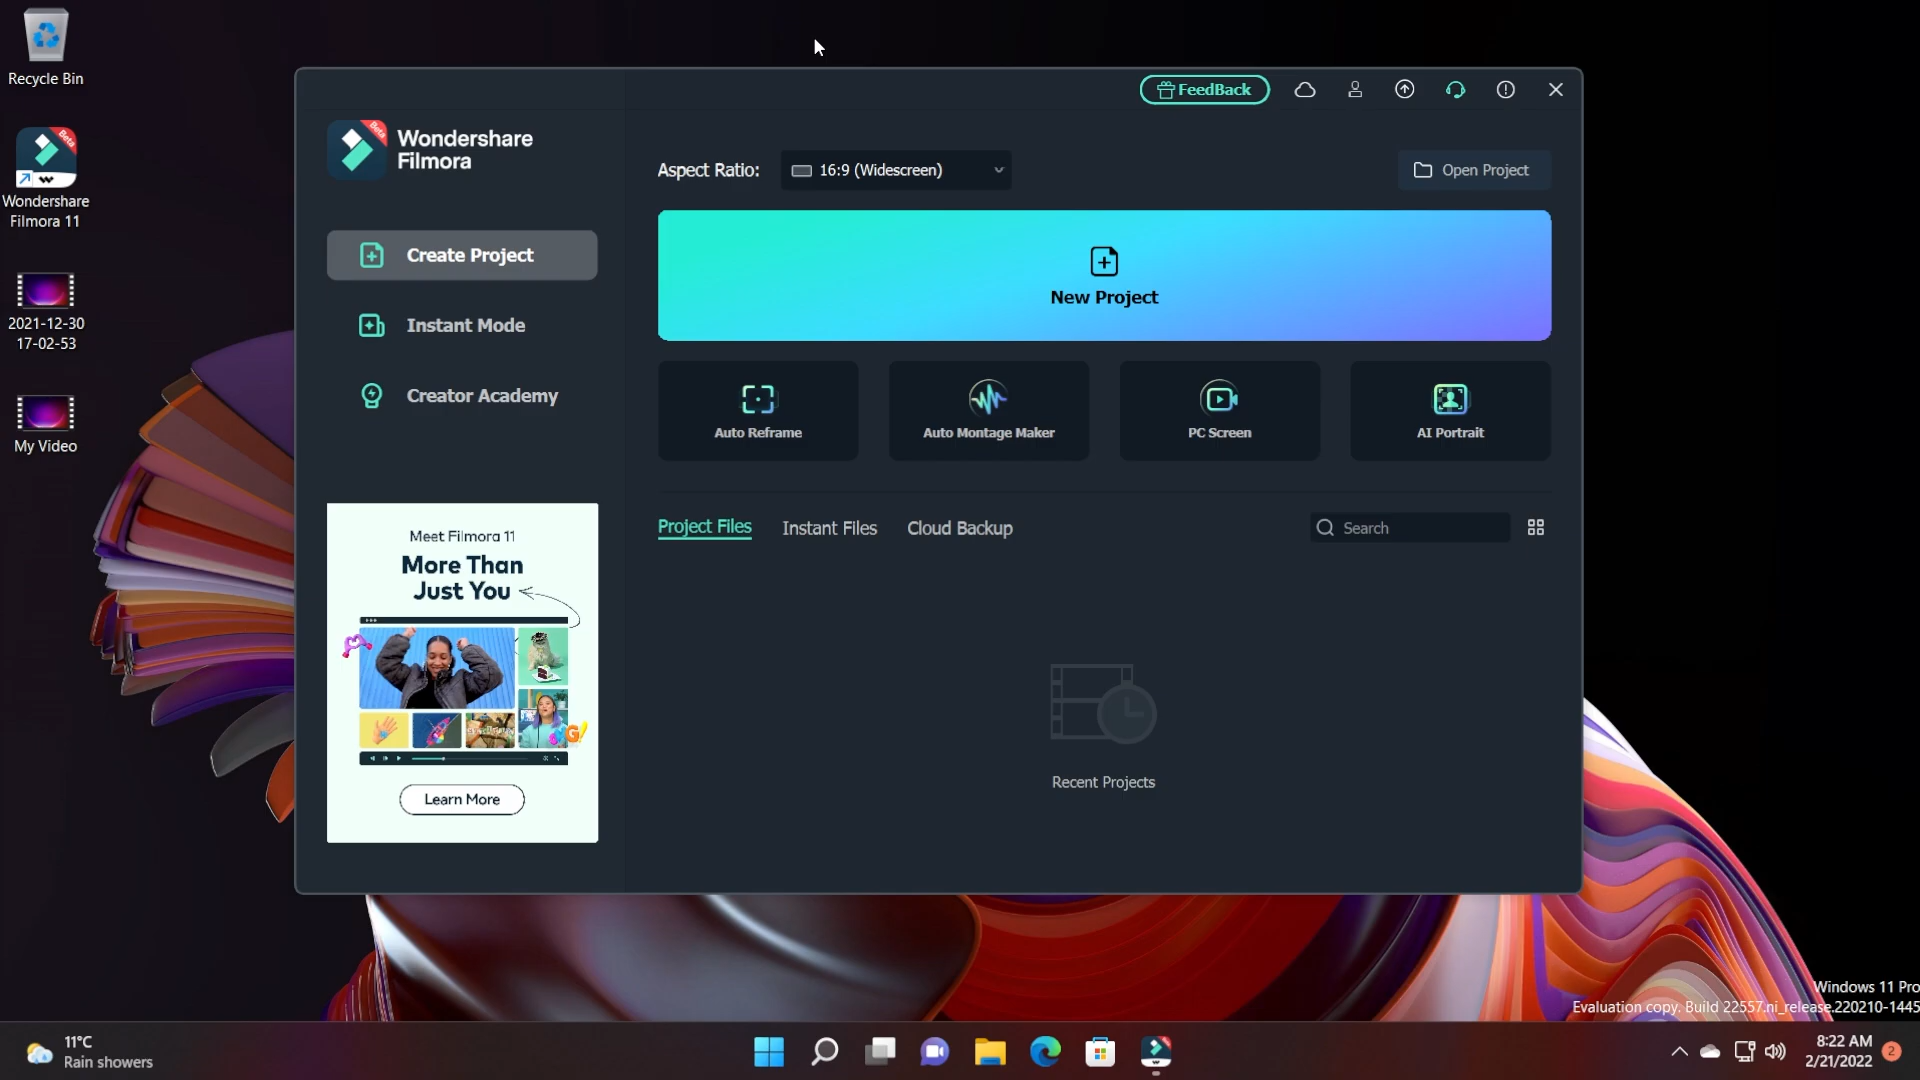 Recycle Bin
Wondershare
Filmora 11
2021-12-30
17-02-53
My Video
FeedBack
Beta
Wondershare
Filmora
Create Project
Instant Mode
Creator Academy
Meet Filmora 11
More Than
Just You
Learn More
Aspect Ratio:
16:9 (Widescreen)
Open Project
New Project
Auto Reframe
Auto Montage Maker
PC Screen
AI Portrait
Project Files
Instant Files
Cloud Backup
Search
Recent Projects
Windows 11 Pro
Evaluation copy. Build 22557.ni_release.220210-1445
11°C
Rain showers
8:22 AM
2/21/2022
2